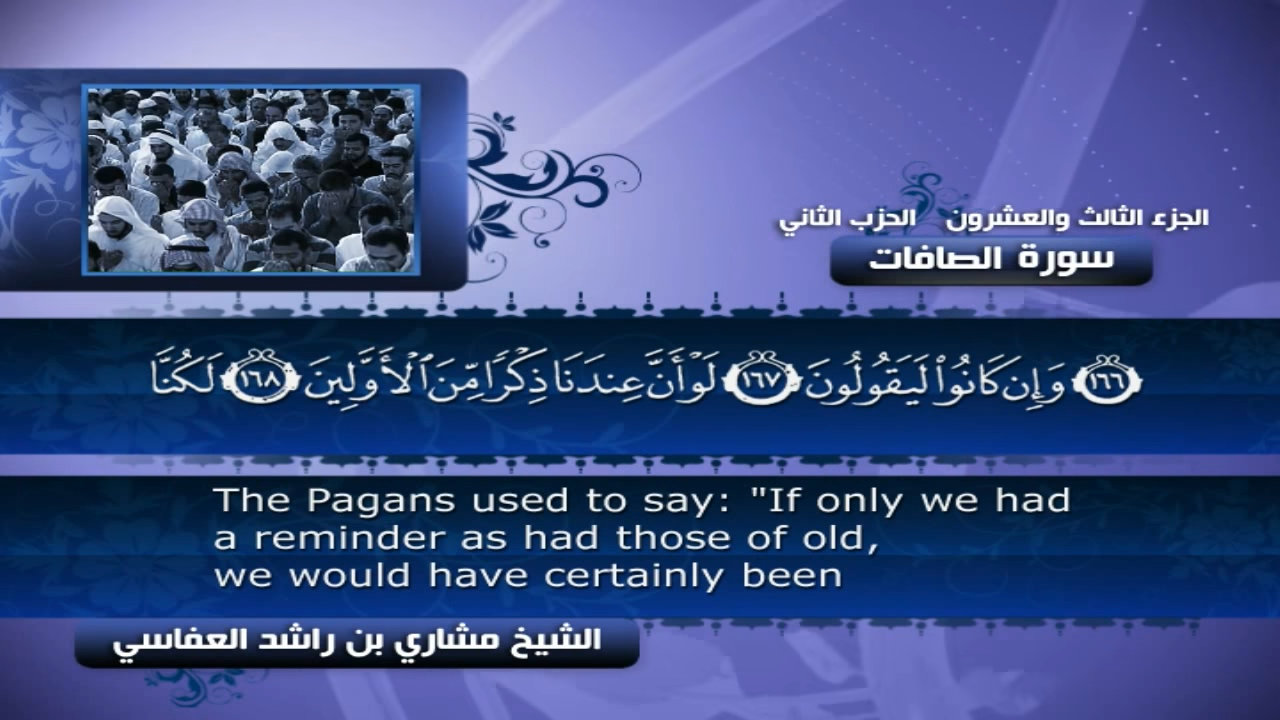 الجزء الثالث والعشرون الحزب الثاني
سورة الصافات
١٦٦ وَإِن كَانُوا۟ لَيَقُولُونَ ١٦٧ لَوْ أَنَّ عِندَنَا ذِكْرًا مِّنَ ٱلْأَوَّلِينَ ١٦٨ لَكُنَّا
The Pagans used to say: "If only we had
a reminder as had those of old,
we would have certainly been
الشيخ مشاري بن راشد العفاسي